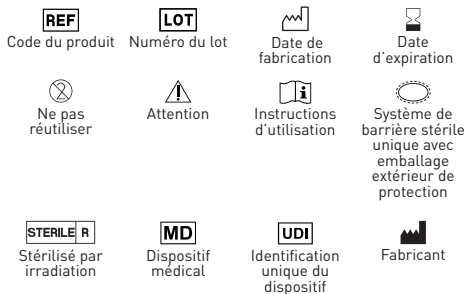 REF
Code du produit
LOT
Numéro du lot
Date de
fabrication
Date
d'expiration
2
Ne pas
réutiliser
Attention
i
Instructions
d'utilisation
Système de
barrière stérile
unique avec
emballage
extérieur de
protection
STERILE R
Stérilisé par
irradiation
MD
Dispositif
médical
UDI
Identification
unique du
dispositif
Fabricant